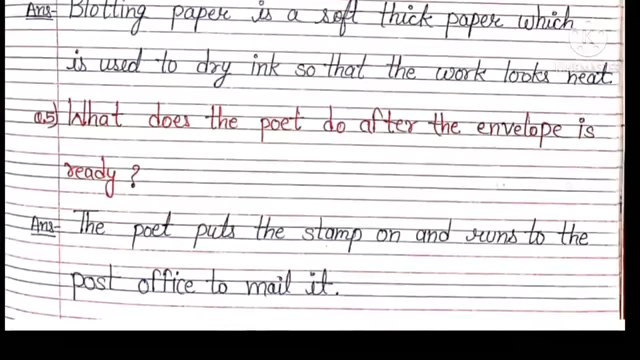 Ans- Blotting paper is a soft thick paper which
is used to dry ink so that the work looks neat.
Q.5) What does the poet do after the envelope is
ready ?
Ans- The poet puts the stamp on and runs to the
post office to mail it.